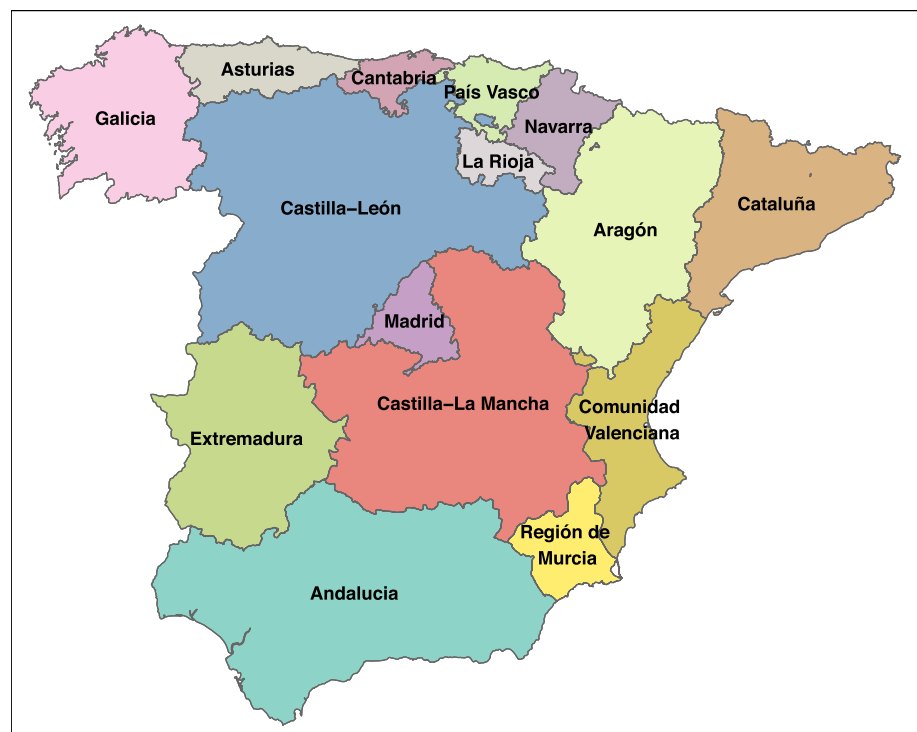 Asturias
Cantabria
País Vasco
Galicia
Navarra
La Rioja
Castilla–León
Cataluña
Aragón
Madrid
Castilla–La Mancha
Comunidad
Valenciana
Extremadura
Región de
Murcia
Andalucia